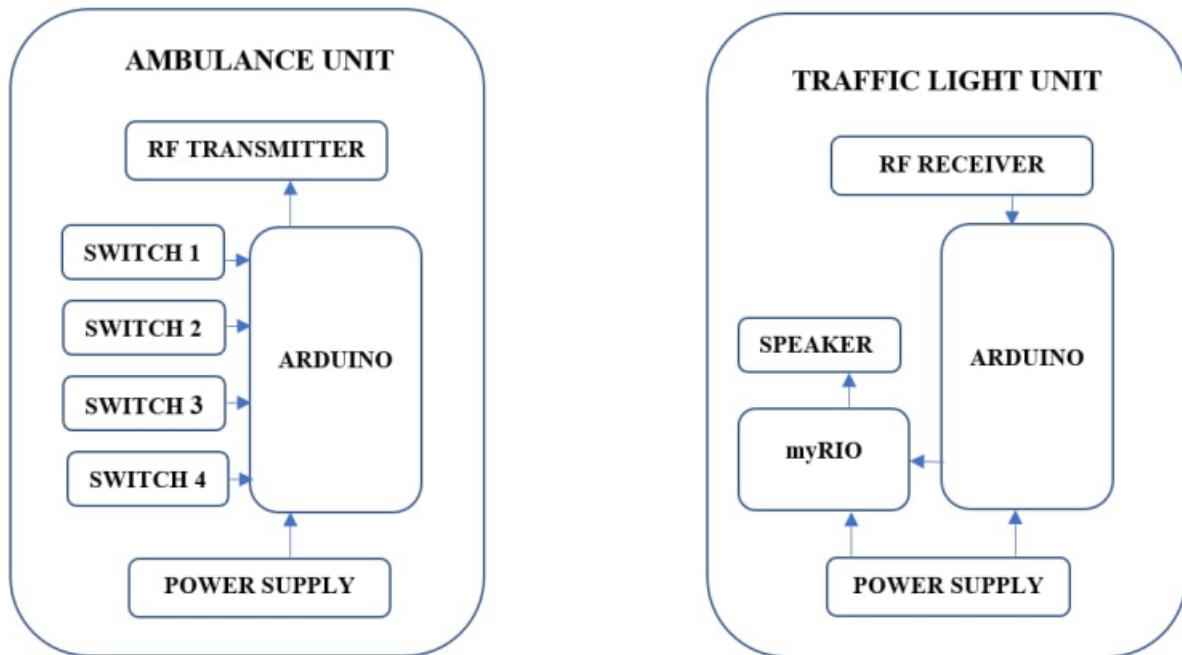 AMBULANCE UNIT
RF TRANSMITTER
SWITCH 1
SWITCH 2
SWITCH 3
SWITCH 4
ARDUINO
POWER SUPPLY
TRAFFIC LIGHT UNIT
RF RECEIVER
SPEAKER
ARDUINO
myRIO
POWER SUPPLY